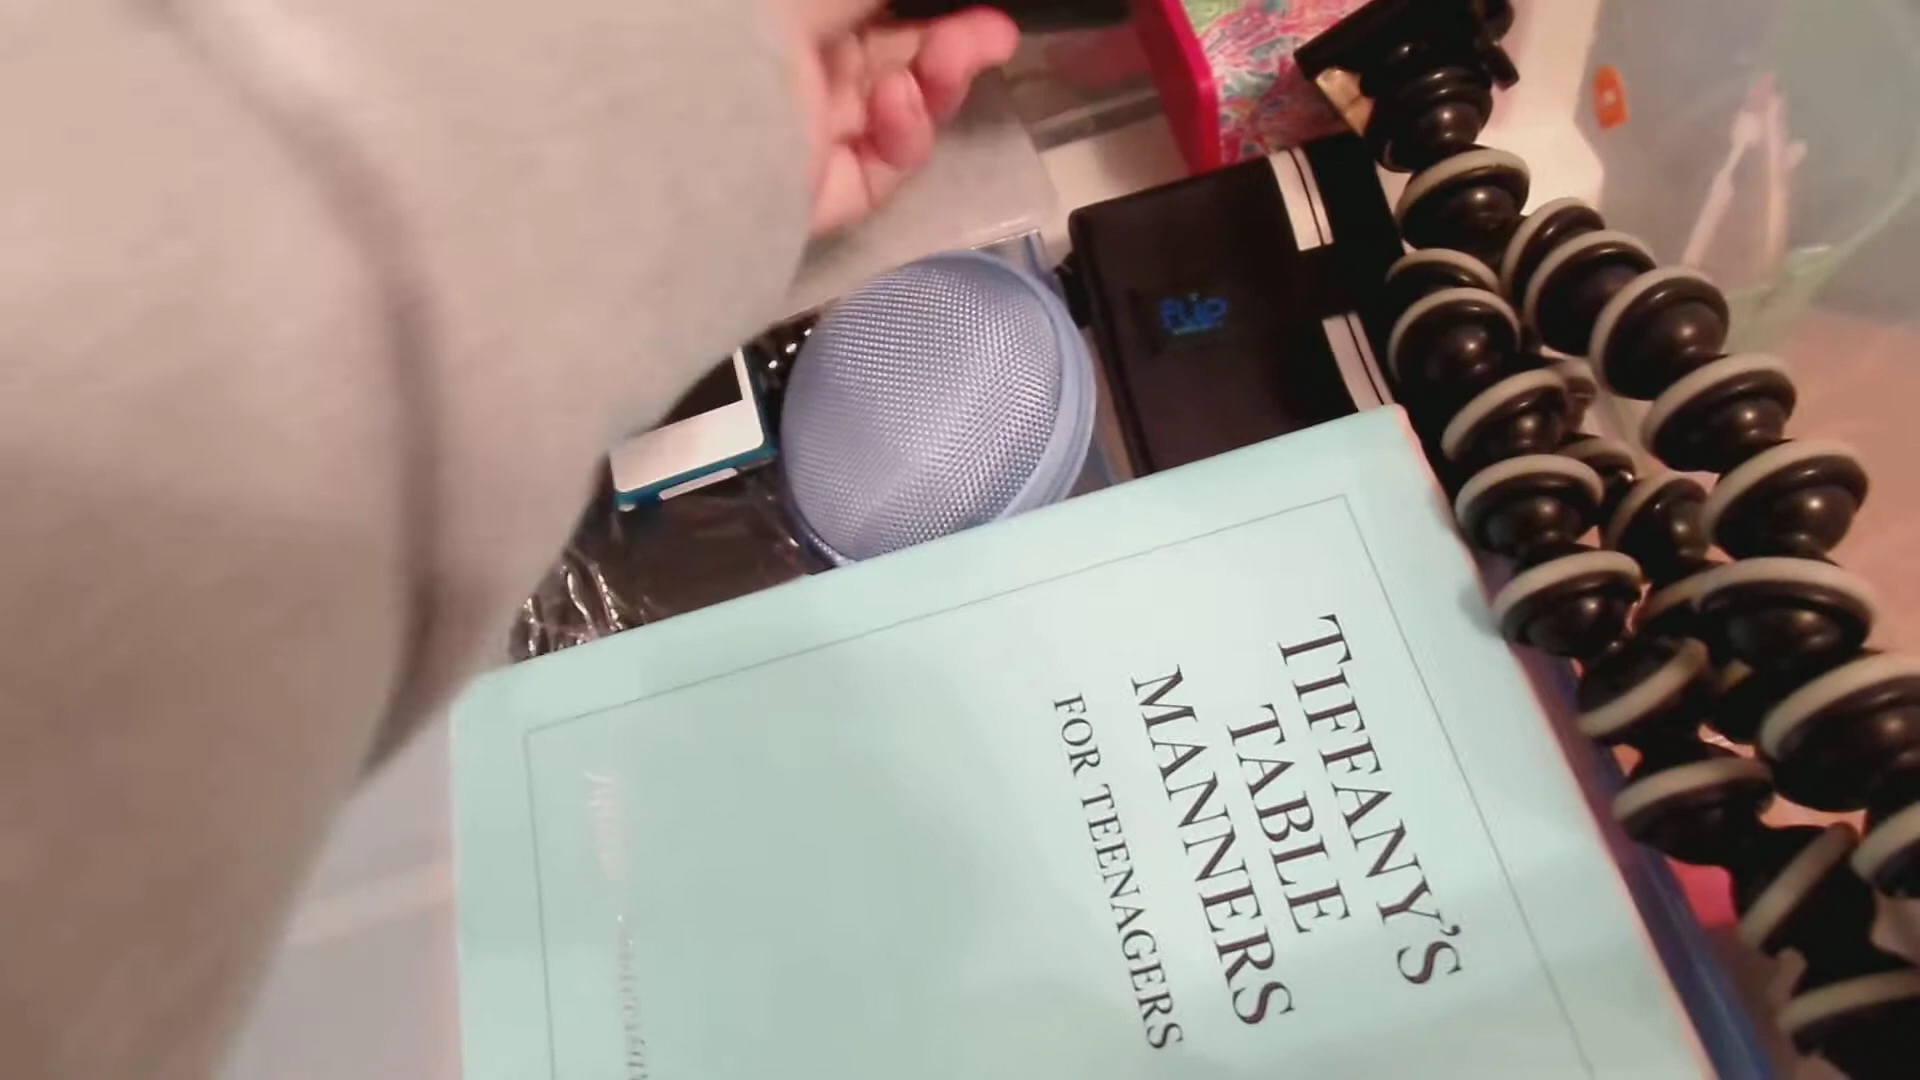 TIFFANY'S
TABLE
MANNERS
FOR TEENAGERS
flip